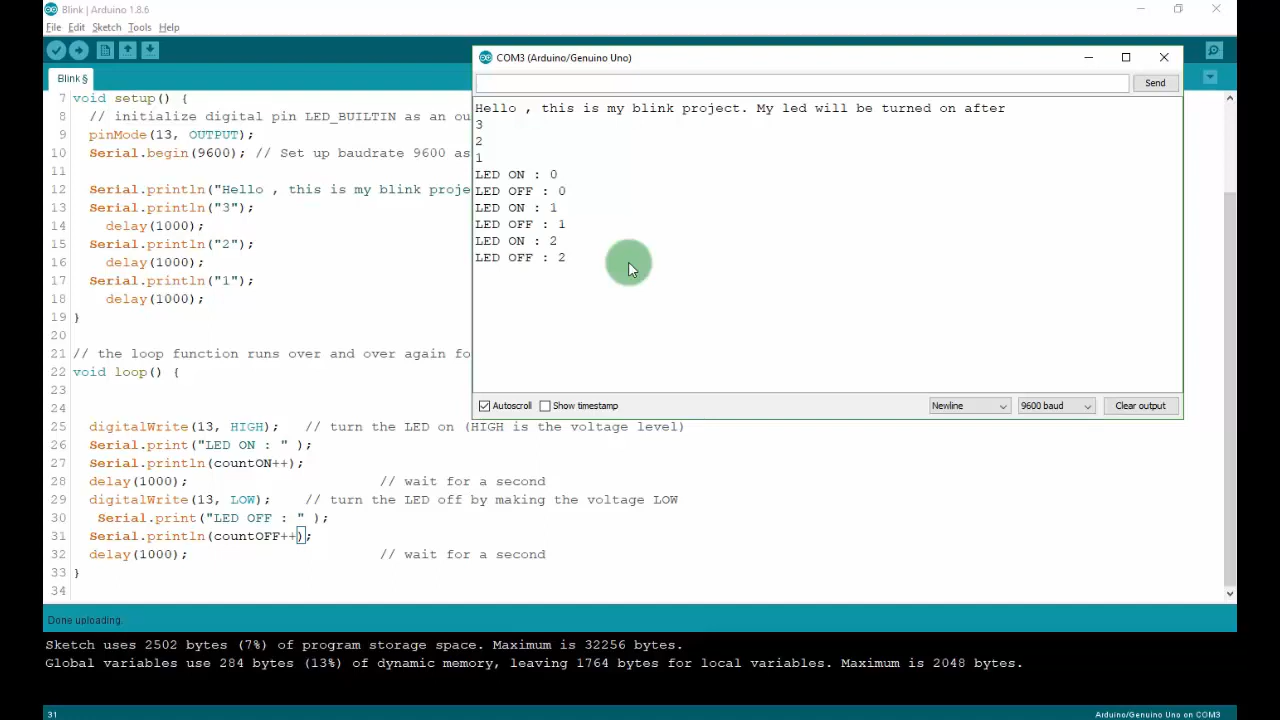 Blink | Arduino 1.8.6
File Edit Sketch Tools Help
Blink §
7 void setup() {
8 // initialize digital pin LED_BUILTIN as an ou
9 pinMode(13, OUTPUT);
10 Serial.begin(9600); // Set up baudrate 9600 as
11
12 Serial.println("Hello , this is my blink proje
13 Serial.println("3");
14 delay(1000);
15 Serial.println("2");
16 delay(1000);
17 Serial.println("1");
18 delay(1000);
19 }
20
21 // the loop function runs over and over again fo
22 void loop() {
23
24
25 digitalWrite(13, HIGH); // turn the LED on (HIGH is the voltage level)
26 Serial.print("LED ON : " );
27 Serial.println(countON++);
28 delay(1000); // wait for a second
29 digitalWrite(13, LOW); // turn the LED off by making the voltage LOW
30 Serial.print("LED OFF : " );
31 Serial.println(countOFF++);
32 delay(1000); // wait for a second
33 }
34
COM3 (Arduino/Genuino Uno)
Send
Hello , this is my blink project. My led will be turned on after
3
2
1
LED ON : 0
LED OFF : 0
LED ON : 1
LED OFF : 1
LED ON : 2
LED OFF : 2
Autoscroll Show timestamp Newline 9600 baud Clear output
Done uploading.
Sketch uses 2502 bytes (7%) of program storage space. Maximum is 32256 bytes.
Global variables use 284 bytes (13%) of dynamic memory, leaving 1764 bytes for local variables. Maximum is 2048 bytes.
31 Arduino/Genuino Uno on COM3